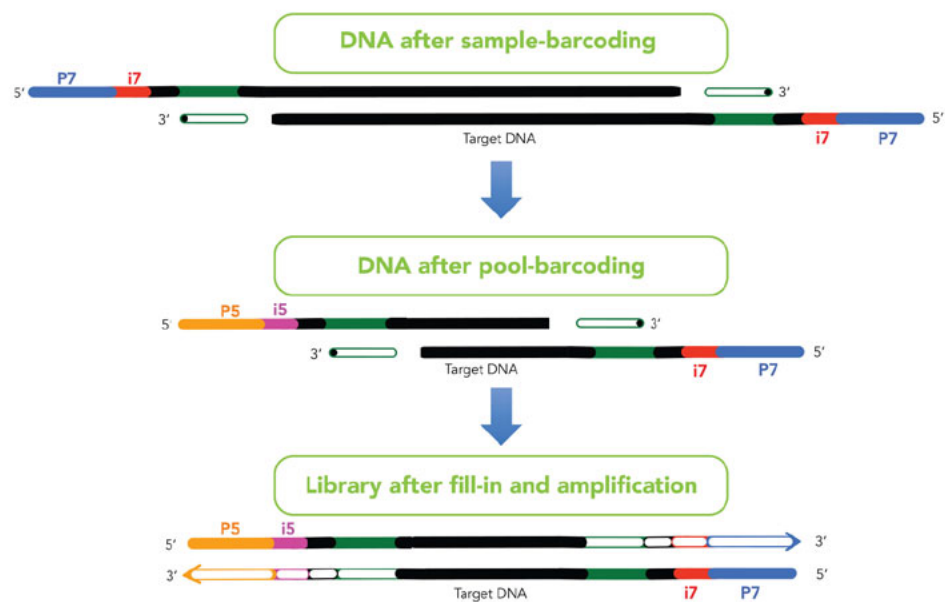 DNA after sample-barcoding
P7 i7
5′ 3′
3′ 5′
Target DNA i7 P7
DNA after pool-barcoding
P5 i5
5′ 3′
3′ 5′
Target DNA i7 P7
Library after fill-in and amplification
P5 i5
5′ 3′
3′ 5′
Target DNA i7 P7